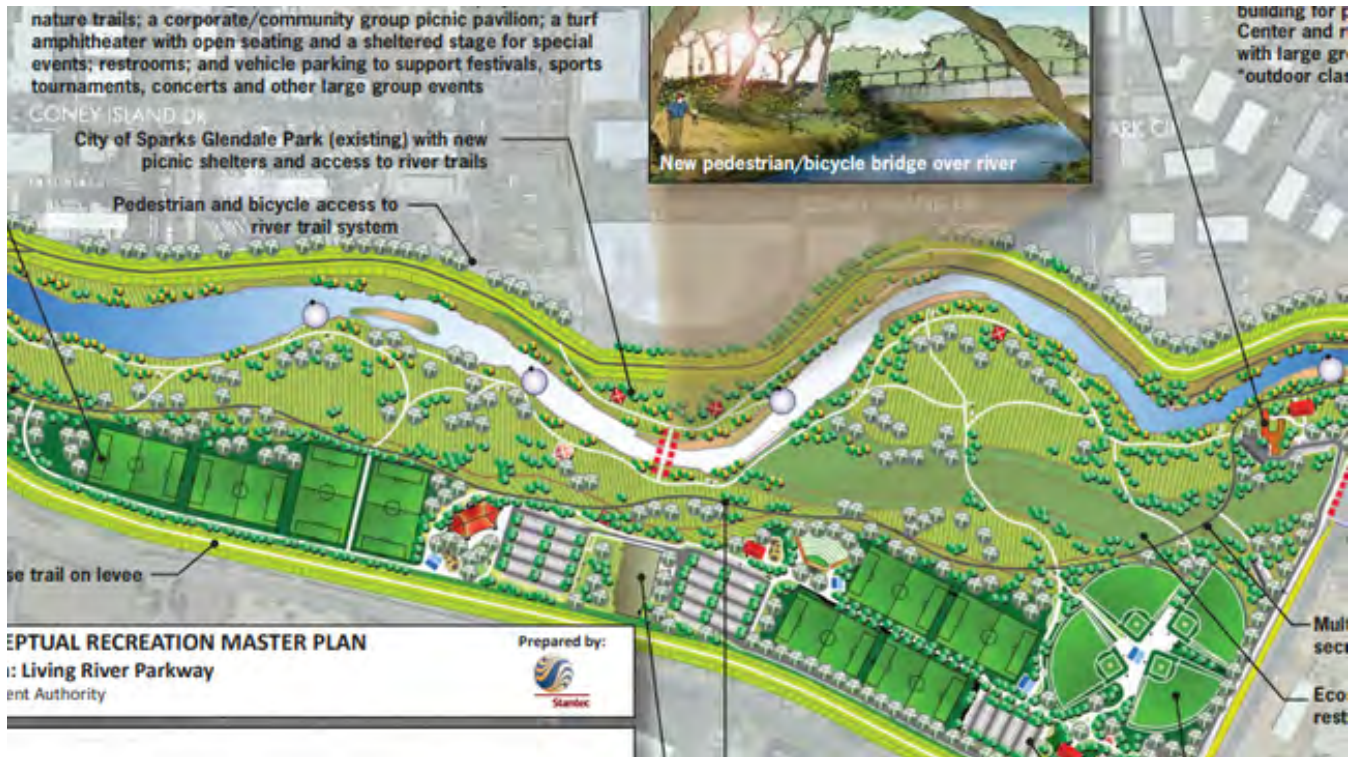 nature trails; a corporate/community group picnic pavilion; a turf
amphitheater with open seating and a sheltered stage for special
events; restrooms; and vehicle parking to support festivals, sports
tournaments, concerts and other large group events
CONEY ISLAND DR
City of Sparks Glendale Park (existing) with new
picnic shelters and access to river trails
Pedestrian and bicycle access to
river trail system
New pedestrian/bicycle bridge over river
building for p
Center and r
with large gro
"outdoor clas
ARK CI
se trail on levee
EPTUAL RECREATION MASTER PLAN
: Living River Parkway
ent Authority
Prepared by:
Stantec
Mult
secu
Eco
rest